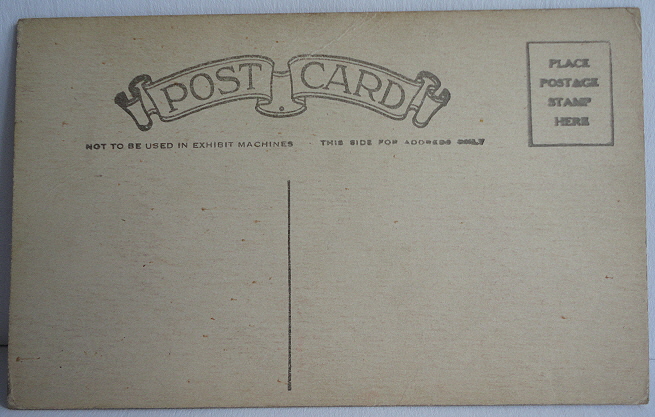 POST CARD
PLACE
POSTAGE
STAMP
HERE
NOT TO BE USED IN EXHIBIT MACHINES
THIS SIDE FOR ADDRESS ONLY